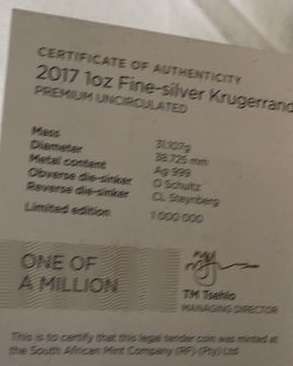 CERTIFICATE OF AUTHENTICITY
2017 1oz Fine-silver Krugerrand
PREMIUM UNCIRCULATED
Mass 31.107g
Diameter 38.725 mm
Metal content Ag 999
Obverse die-sinker O Schultz
Reverse die-sinker CL Steynberg
Limited edition 1 000 000
ONE OF
A MILLION
TM Tsehlo
MANAGING DIRECTOR
This is to certify that this legal tender coin was minted at
the South African Mint Company (RF) (Pty) Ltd